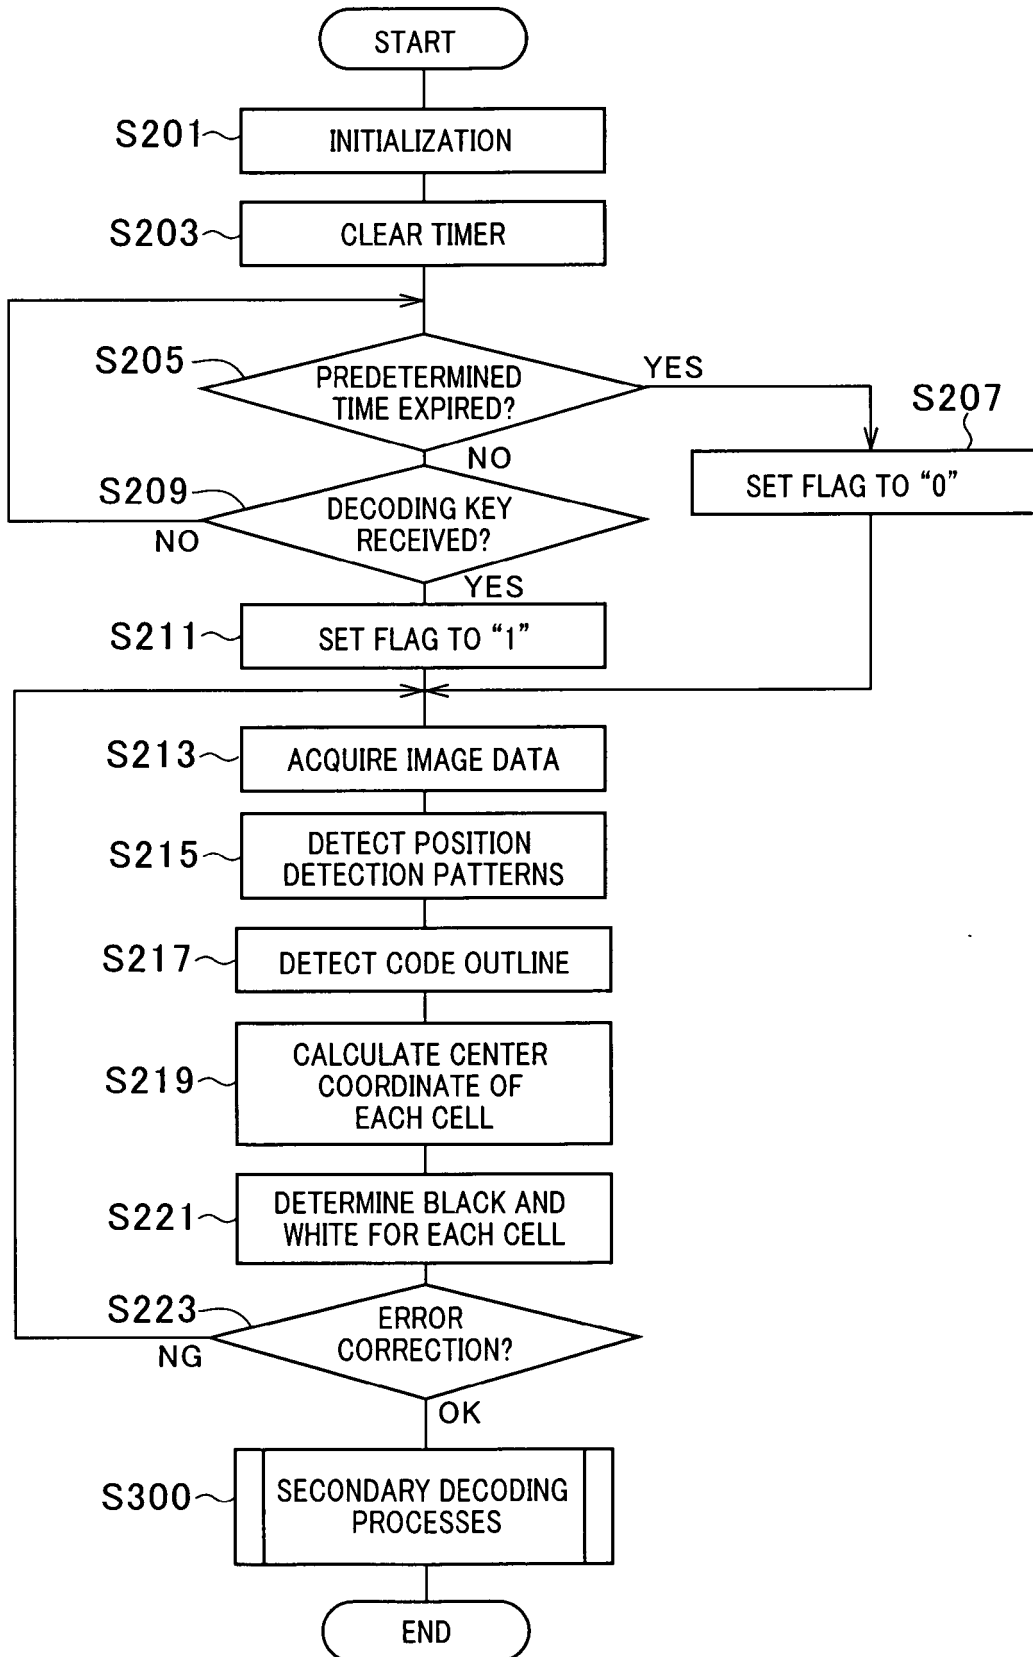 START
S201
INITIALIZATION
S203
CLEAR TIMER
S205
PREDETERMINED
TIME EXPIRED?
YES
S207
SET FLAG TO “0”
NO
S209
DECODING KEY
RECEIVED?
NO
YES
S211
SET FLAG TO “1”
S213
ACQUIRE IMAGE DATA
S215
DETECT POSITION
DETECTION PATTERNS
S217
DETECT CODE OUTLINE
S219
CALCULATE CENTER
COORDINATE OF
EACH CELL
S221
DETERMINE BLACK AND
WHITE FOR EACH CELL
S223
ERROR
CORRECTION?
NG
OK
S300
SECONDARY DECODING
PROCESSES
END